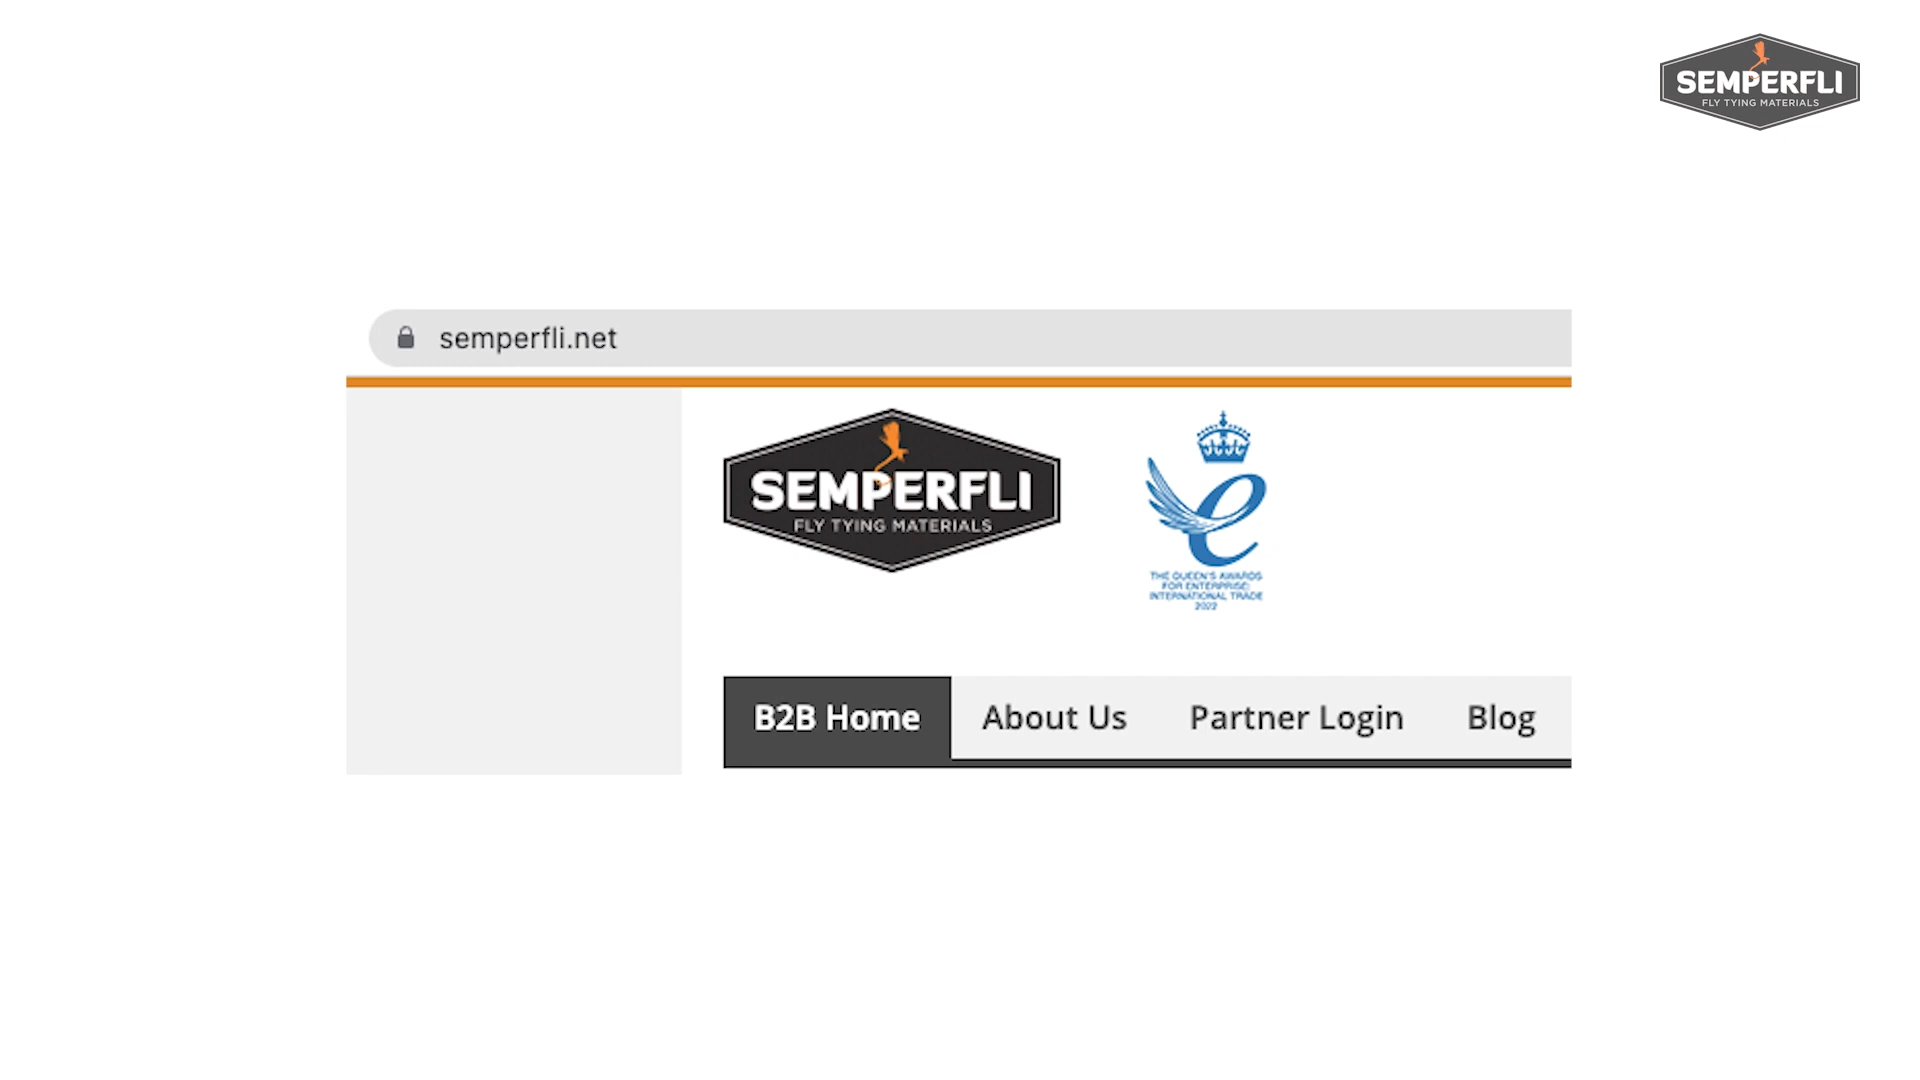 SEMPERFLI
FLY TYING MATERIALS
semperfli.net
SEMPERFLI
FLY TYING MATERIALS
THE QUEEN'S AWARDS
FOR ENTERPRISE:
INTERNATIONAL TRADE
2022
B2B Home
About Us
Partner Login
Blog